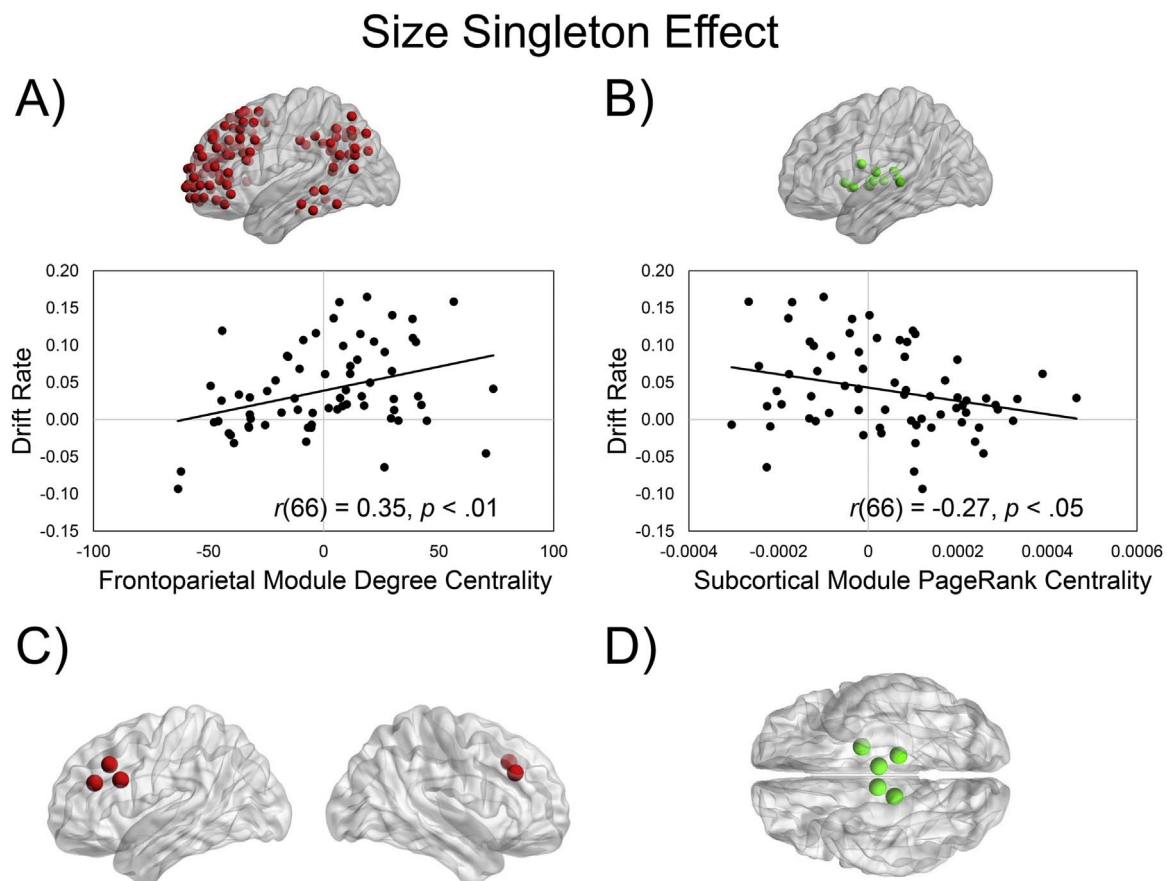 Size Singleton Effect
A)
B)
0.20
0.15
0.10
0.05
0.00
-0.05
-0.10
-0.15
Drift Rate
r(66) = 0.35, p < .01
-100
-50
0
50
100
Frontoparietal Module Degree Centrality
0.20
0.15
0.10
0.05
0.00
-0.05
-0.10
-0.15
Drift Rate
r(66) = -0.27, p < .05
-0.0004
-0.0002
0
0.0002
0.0004
0.0006
Subcortical Module PageRank Centrality
C)
D)